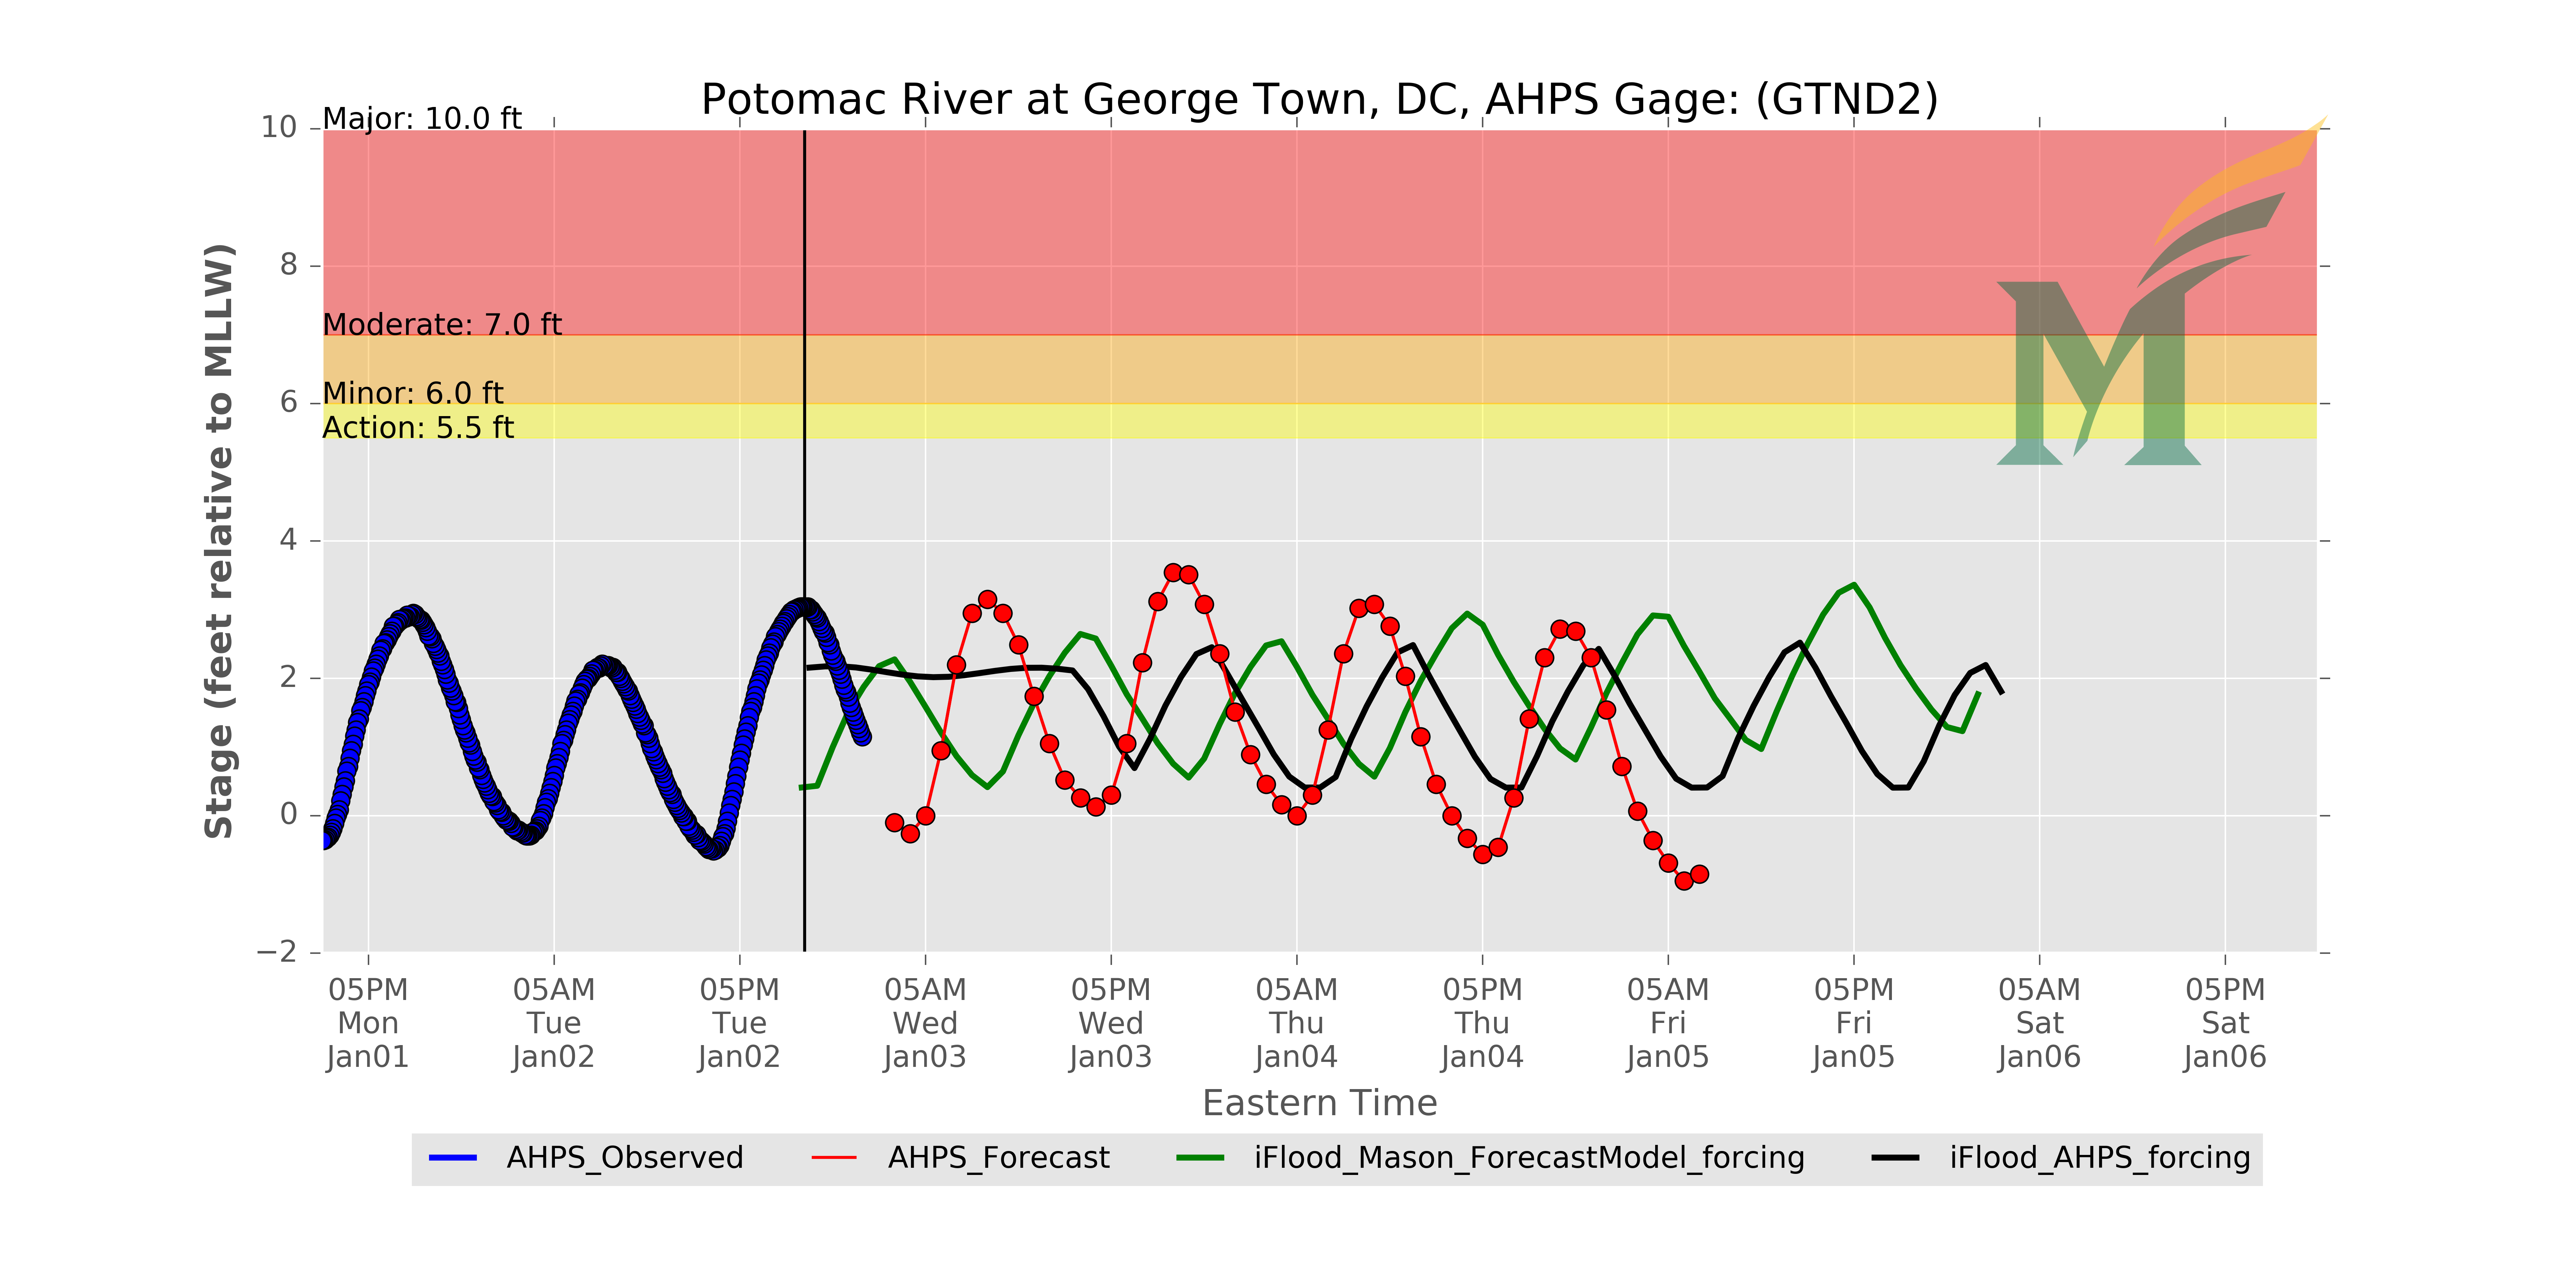 Potomac River at George Town, DC, AHPS Gage: (GTND2)
Major: 10.0 ft
Moderate: 7.0 ft
Minor: 6.0 ft
Action: 5.5 ft
Stage (feet relative to MLLW)
10
8
6
4
2
0
−2
05PM Mon Jan01
05AM Tue Jan02
05PM Tue Jan02
05AM Wed Jan03
05PM Wed Jan03
05AM Thu Jan04
05PM Thu Jan04
05AM Fri Jan05
05PM Fri Jan05
05AM Sat Jan06
05PM Sat Jan06
Eastern Time
AHPS_Observed
AHPS_Forecast
iFlood_Mason_ForecastModel_forcing
iFlood_AHPS_forcing
M